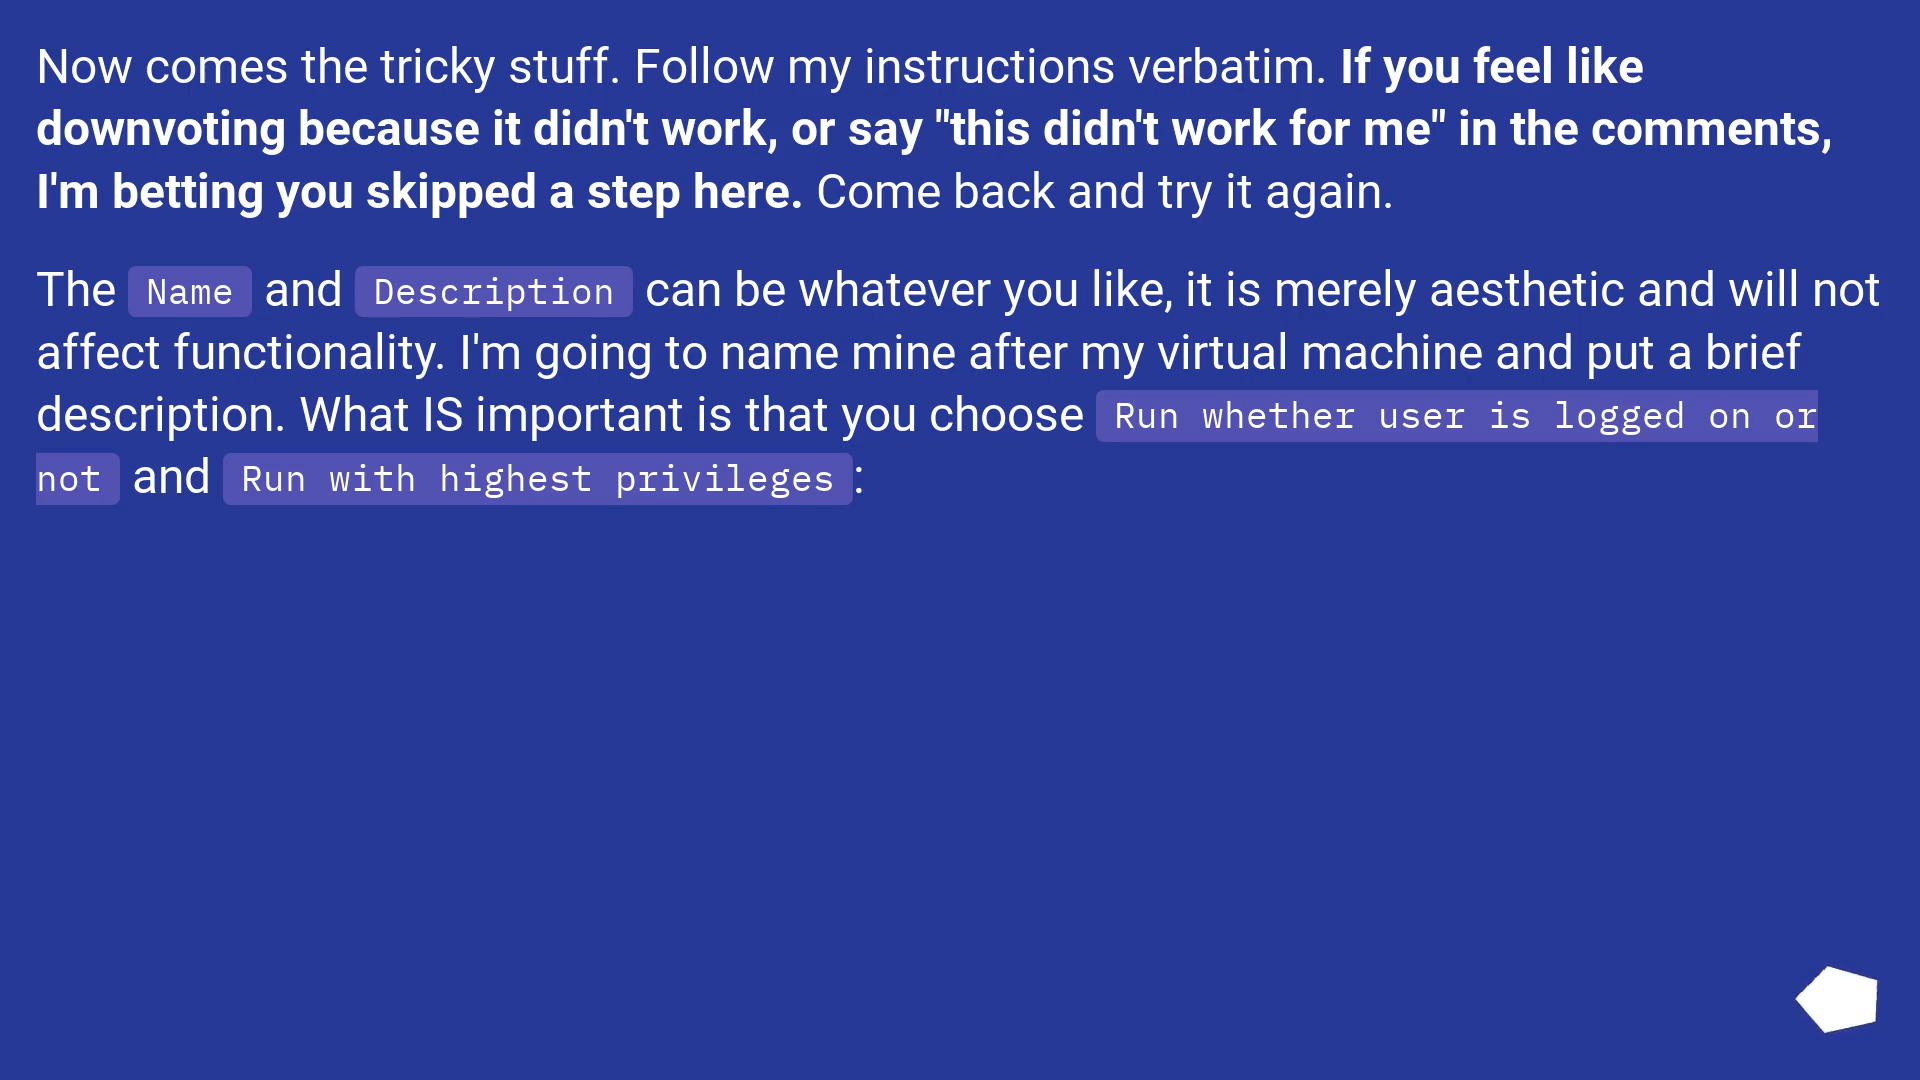 Now comes the tricky stuff. Follow my instructions verbatim. If you feel like
downvoting because it didn't work, or say "this didn't work for me" in the comments,
I'm betting you skipped a step here. Come back and try it again.
The Name and Description can be whatever you like, it is merely aesthetic and will not
affect functionality. I'm going to name mine after my virtual machine and put a brief
description. What IS important is that you choose Run whether user is logged on or
not and Run with highest privileges: